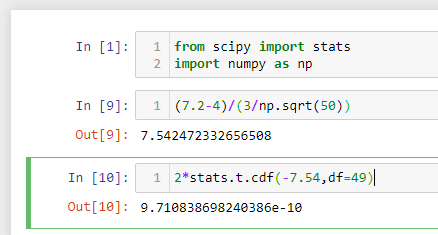 In [1]: 1 from scipy import stats
2 import numpy as np
In [9]: 1 (7.2-4)/(3/np.sqrt(50))
Out[9]: 7.542472332656508
In [10]: 1 2*stats.t.cdf(-7.54,df=49)
Out[10]: 9.710838698240386e-10